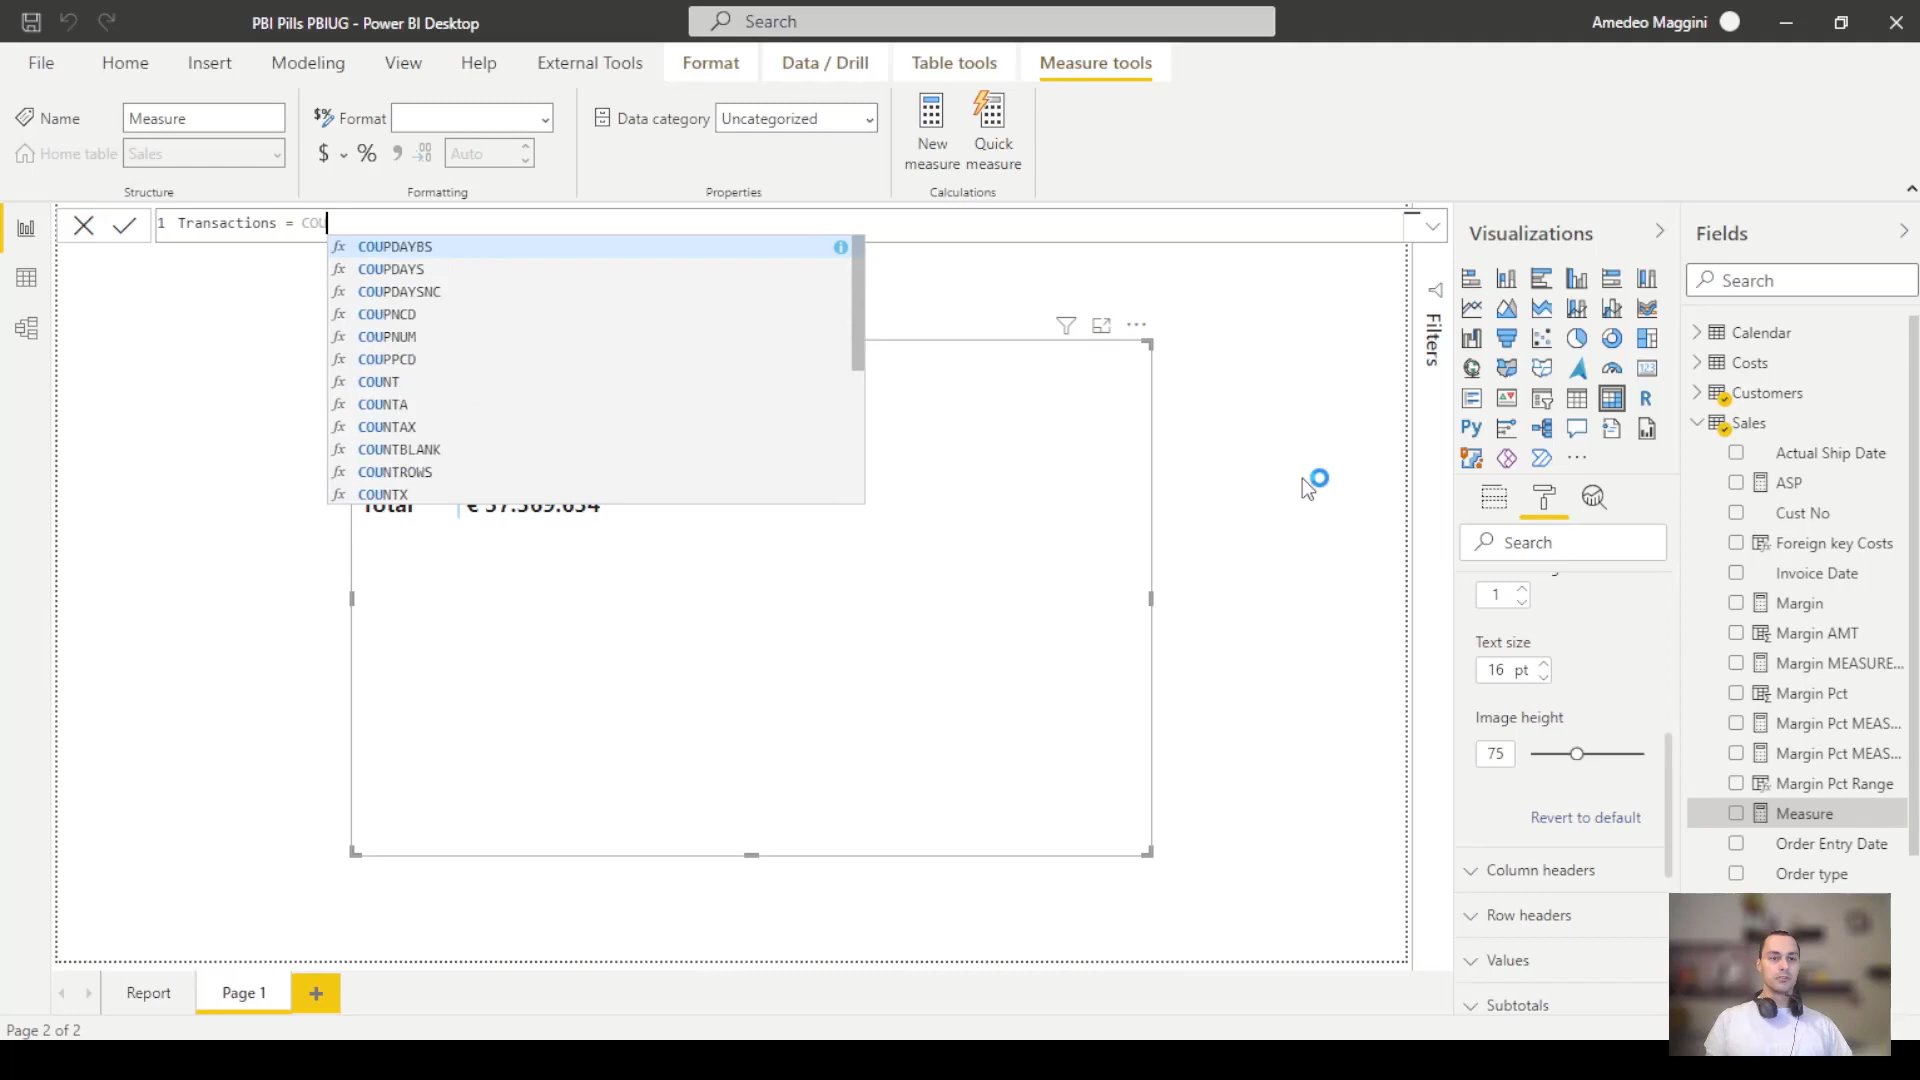 PBI Pills PBIUG - Power BI Desktop
Search
Amedeo Maggini
File
Home
Insert
Modeling
View
Help
External Tools
Format
Data / Drill
Table tools
Measure tools
Name
Measure
Home table
Sales
Structure
Format
$
%
Auto
Formatting
Data category
Uncategorized
Properties
New
measure
Quick
measure
Calculations
1 Transactions = COU
COUPDAYBS
COUPDAYS
COUPDAYSNC
COUPNCD
COUPNUM
COUPPCD
COUNT
COUNTA
COUNTAX
COUNTBLANK
COUNTROWS
COUNTX
Total
Filters
Visualizations
R
Py
Search
1
Text size
16 pt
Image height
75
Revert to default
Column headers
Row headers
Values
Subtotals
Fields
Search
Calendar
Costs
Customers
Sales
Actual Ship Date
ASP
Cust No
Foreign key Costs
Invoice Date
Margin
Margin AMT
Margin MEASURE...
Margin Pct
Margin Pct MEAS...
Margin Pct MEAS...
Margin Pct Range
Measure
Order Entry Date
Order type
Report
Page 1
Page 2 of 2